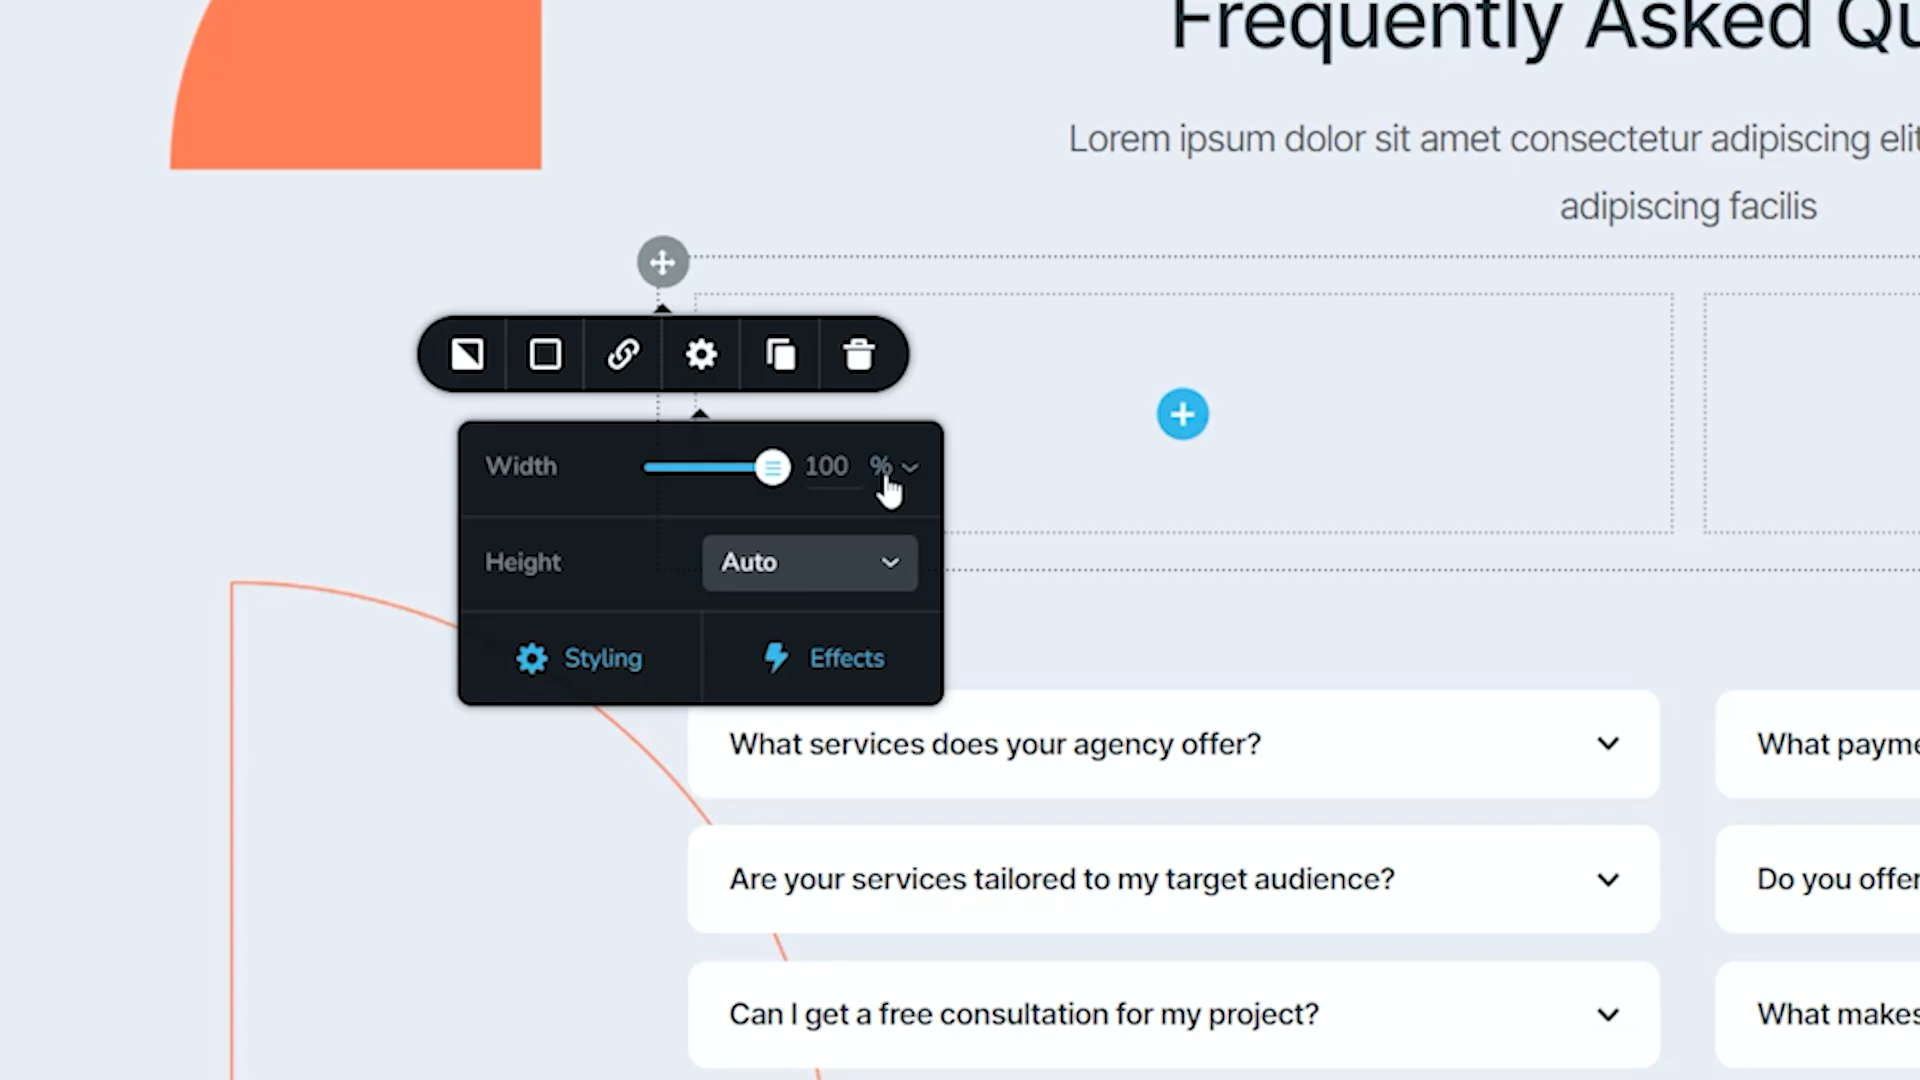 Frequently Asked Qu
Lorem ipsum dolor sit amet consectetur adipiscing elit
adipiscing facilis
Width 100 %
Height Auto
Styling Effects
What services does your agency offer?
What payme
Are your services tailored to my target audience?
Do you offer
Can I get a free consultation for my project?
What makes